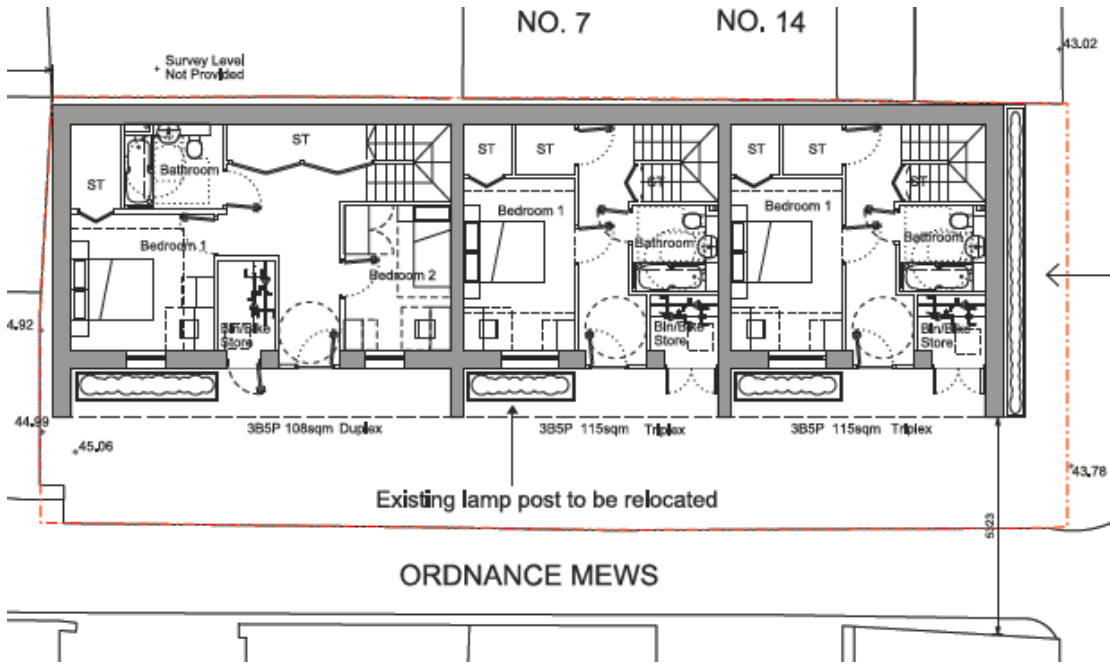 NO. 7
NO. 14
43.02
Survey Level
Not Provided
ST
ST
ST
ST
ST
Bathroom
ST
ST
ST
Bedroom 1
Bedroom 1
Bedroom 1
Bathroom
Bathroom
Bedroom 2
Bin/Bike
Store
Bin/Bike
Store
Bin/Bike
Store
4.92
44.99
45.06
3B5P 108sqm Duplex
3B5P 115sqm Triplex
3B5P 115sqm Triplex
43.78
Existing lamp post to be relocated
5323
ORDNANCE MEWS